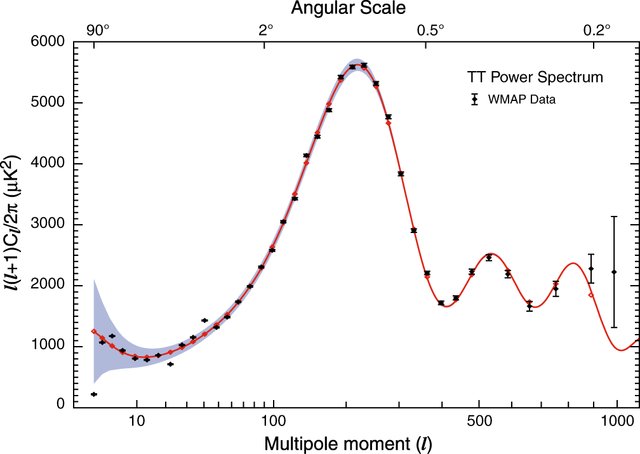 Angular Scale
90° 2° 0.5° 0.2°
6000
5000
4000
3000
2000
1000
0
l(l+1)Cl/2π (μK²)
TT Power Spectrum
WMAP Data
10 100 500 1000
Multipole moment (l)